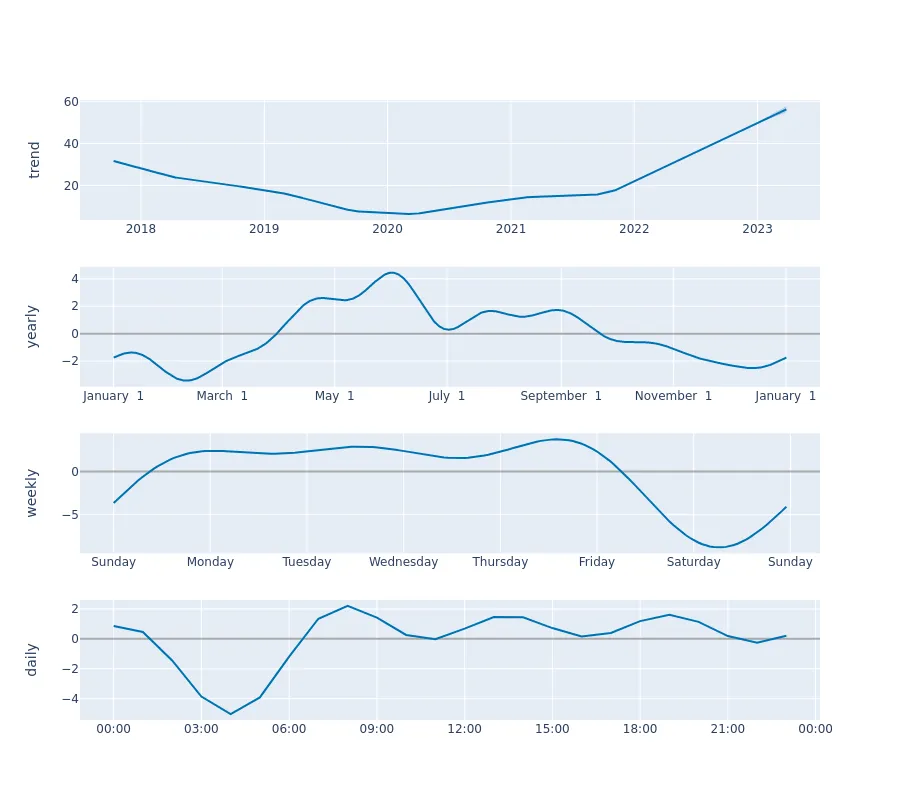 trend
60
40
20
2018 2019 2020 2021 2022 2023
yearly
4
2
0
−2
January 1 March 1 May 1 July 1 September 1 November 1 January 1
weekly
0
−5
Sunday Monday Tuesday Wednesday Thursday Friday Saturday Sunday
daily
2
0
−2
−4
00:00 03:00 06:00 09:00 12:00 15:00 18:00 21:00 00:00